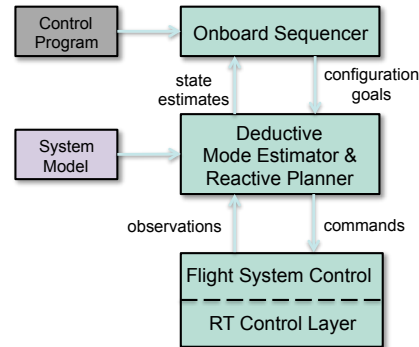 Control
Program
Onboard Sequencer
state
estimates
configuration
goals
System
Model
Deductive
Mode Estimator &
Reactive Planner
observations
commands
Flight System Control
RT Control Layer